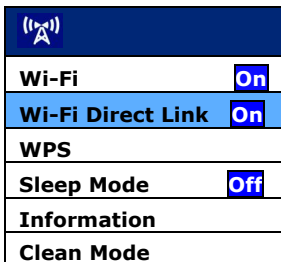 Wi-Fi On
Wi-Fi Direct Link On
WPS
Sleep Mode Off
Information
Clean Mode